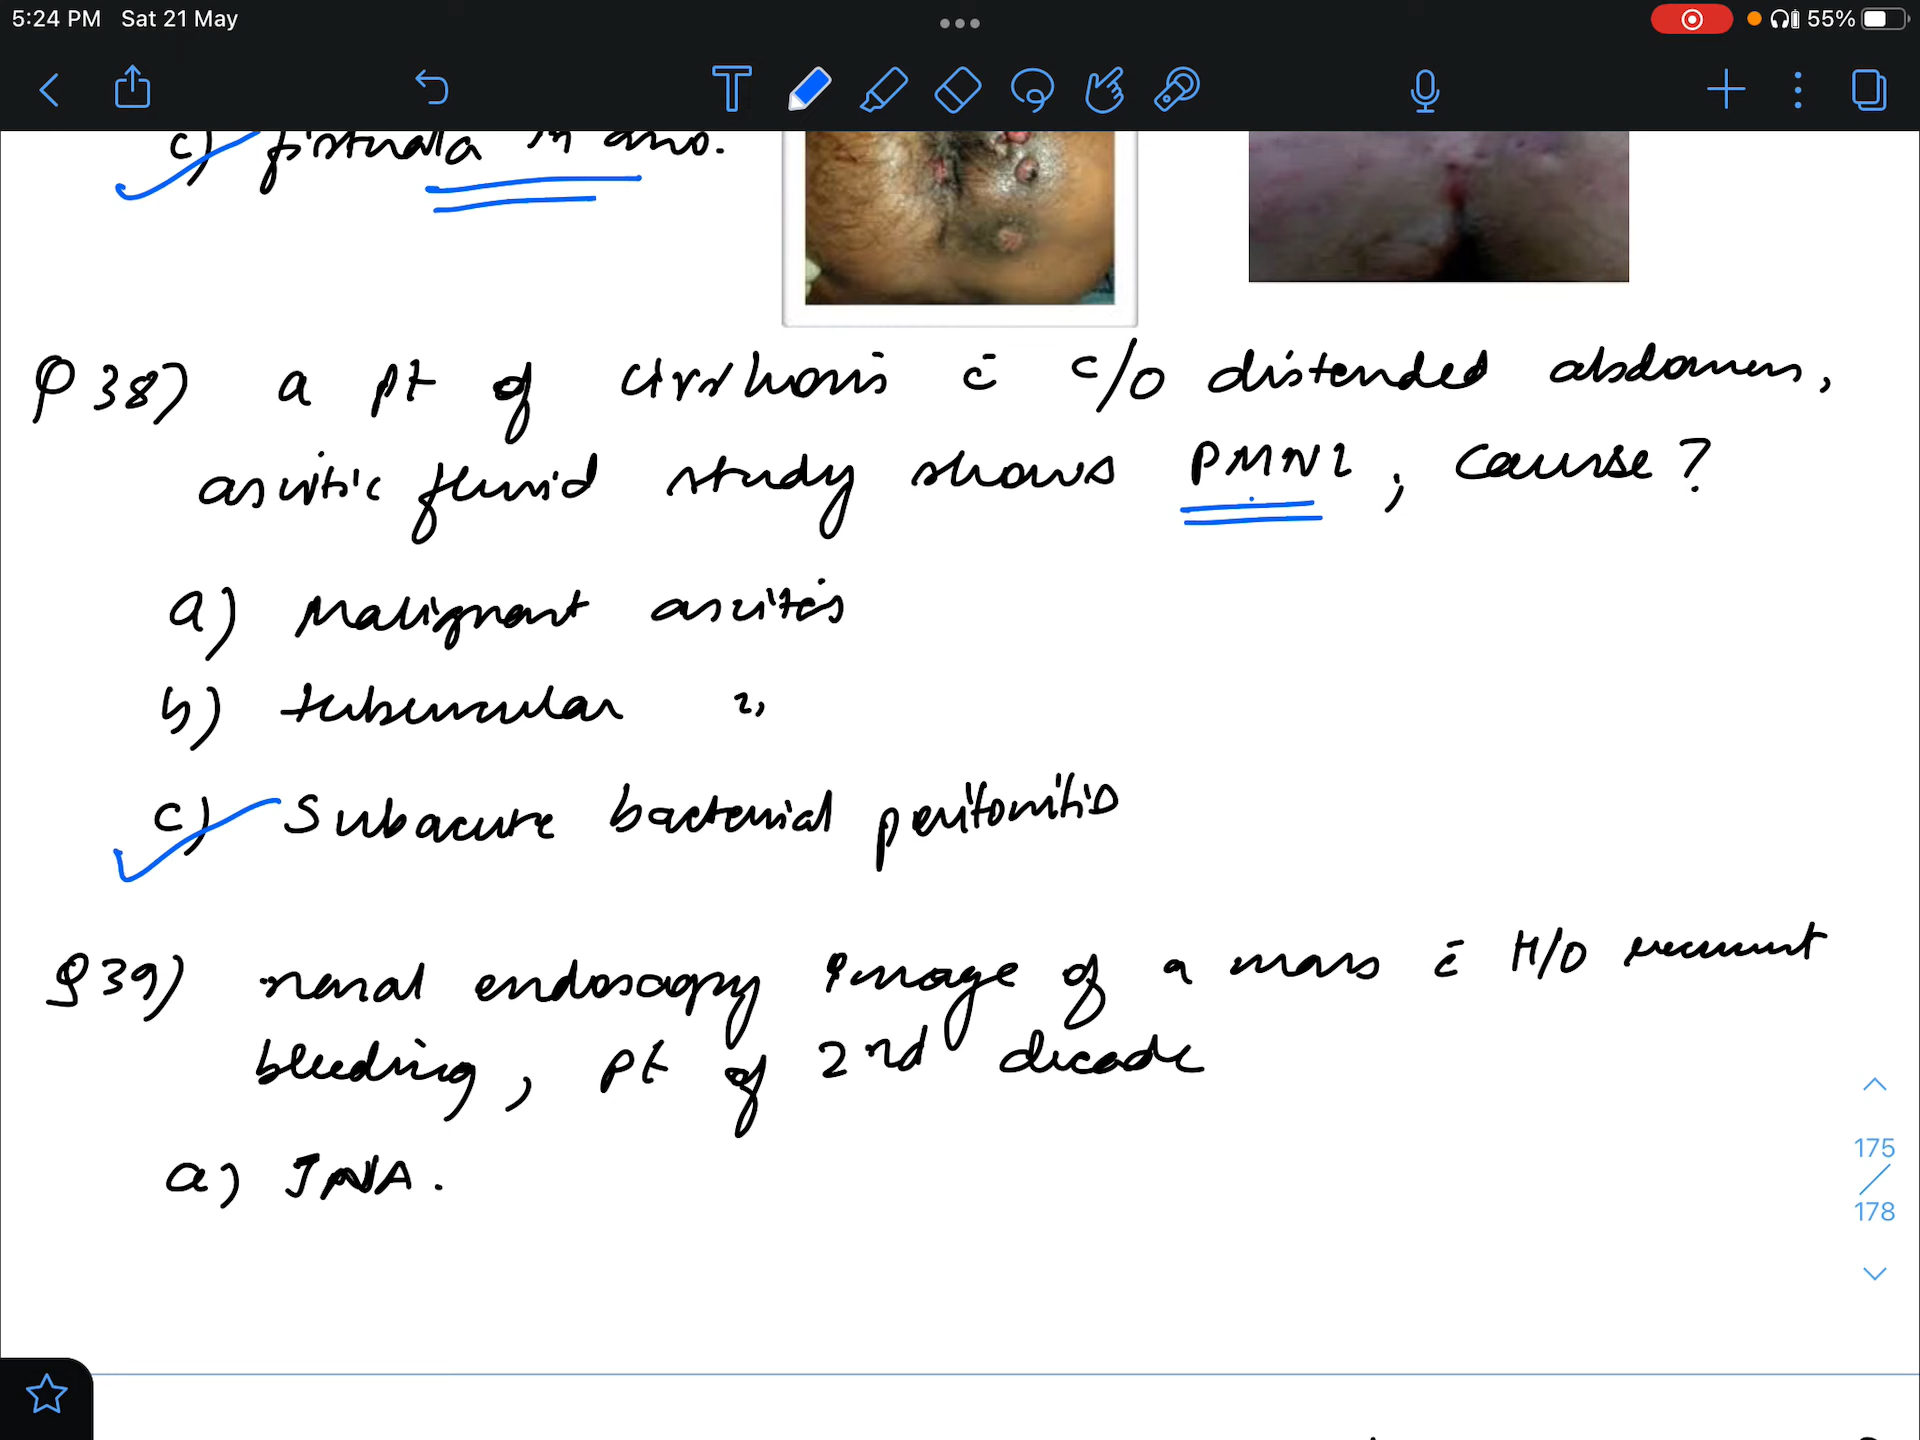 5:24 PM Sat 21 May
55%
c) fistula in ano.
Q 38) a pt of cirrhosis c̄ c/o distended abdomen,
ascitic fluid study shows PMNL, cause?
a) Malignant ascites
b) tubercular "
c) Subacute bacterial peritonitis
Q 39) nasal endoscopy image of a mass c̄ H/O recurrent
bleeding, pt of 2nd decade
a) JNA.
175
178